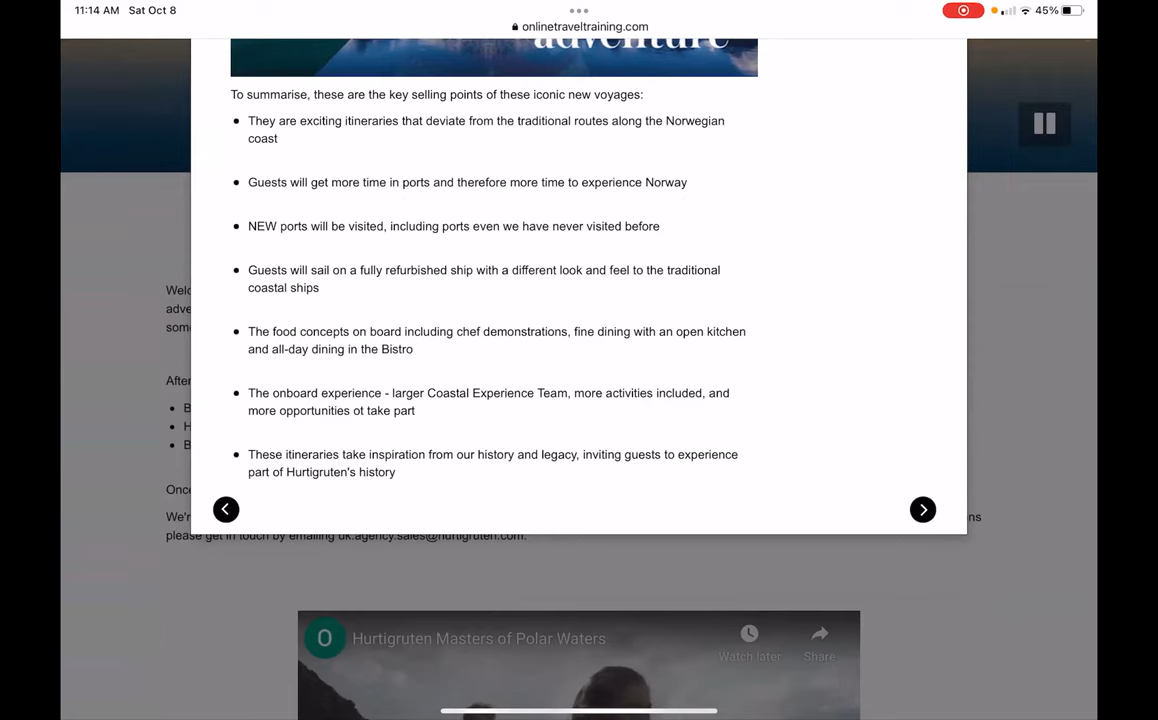 11:14 AM Sat Oct 8
onlinetraveltraining.com
45%
adventure
To summarise, these are the key selling points of these iconic new voyages:
• They are exciting itineraries that deviate from the traditional routes along the Norwegian
coast
• Guests will get more time in ports and therefore more time to experience Norway
• NEW ports will be visited, including ports even we have never visited before
• Guests will sail on a fully refurbished ship with a different look and feel to the traditional
coastal ships
• The food concepts on board including chef demonstrations, fine dining with an open kitchen
and all-day dining in the Bistro
• The onboard experience - larger Coastal Experience Team, more activities included, and
more opportunities ot take part
• These itineraries take inspiration from our history and legacy, inviting guests to experience
part of Hurtigruten's history
Welc
adve
som
After
• B
• H
• B
Onc
We'r
ns
please get in touch by emailing uk.agency.sales@hurtigruten.com.
O
Hurtigruten Masters of Polar Waters
Watch later
Share